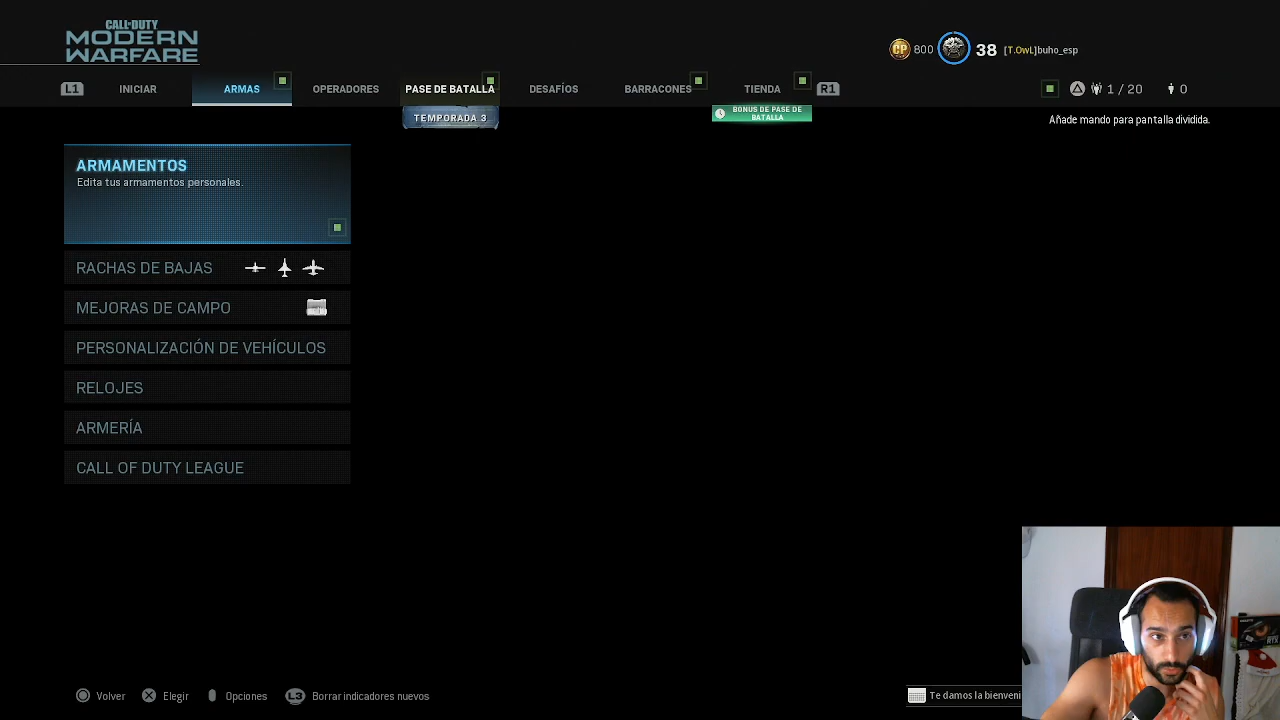 CALL OF DUTY
MODERN
WARFARE
CP 800 38 [T.OwL]buho_esp
L1 INICIAR ARMAS OPERADORES PASE DE BATALLA DESAFÍOS BARRACONES TIENDA R1 1 / 20 0
TEMPORADA 3
BONUS DE PASE DE
BATALLA
Añade mando para pantalla dividida.
ARMAMENTOS
Edita tus armamentos personales.
RACHAS DE BAJAS
MEJORAS DE CAMPO
PERSONALIZACIÓN DE VEHÍCULOS
RELOJES
ARMERÍA
CALL OF DUTY LEAGUE
Volver Elegir Opciones L3 Borrar indicadores nuevos
Te damos la bienveni